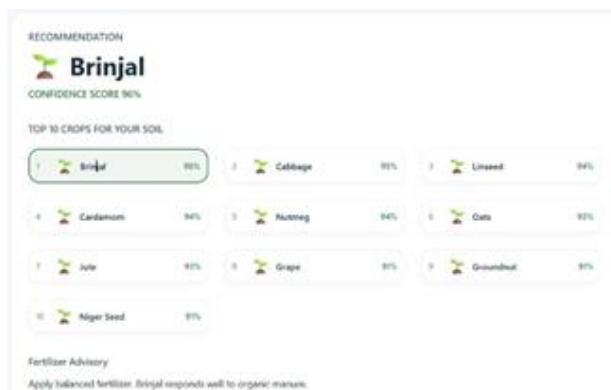 RECOMMENDATION
Brinjal
CONFIDENCE SCORE 96%
TOP 10 CROPS FOR YOUR SOIL
1 Brinjal 96%
2 Cabbage 95%
3 Linseed 94%
4 Cardamom 94%
5 Nutmeg 94%
6 Oats 93%
7 Jute 93%
8 Grape 91%
9 Groundnut 91%
10 Niger Seed 91%
Fertilizer Advisory
Apply balanced fertilizer. Brinjal responds well to organic manure.